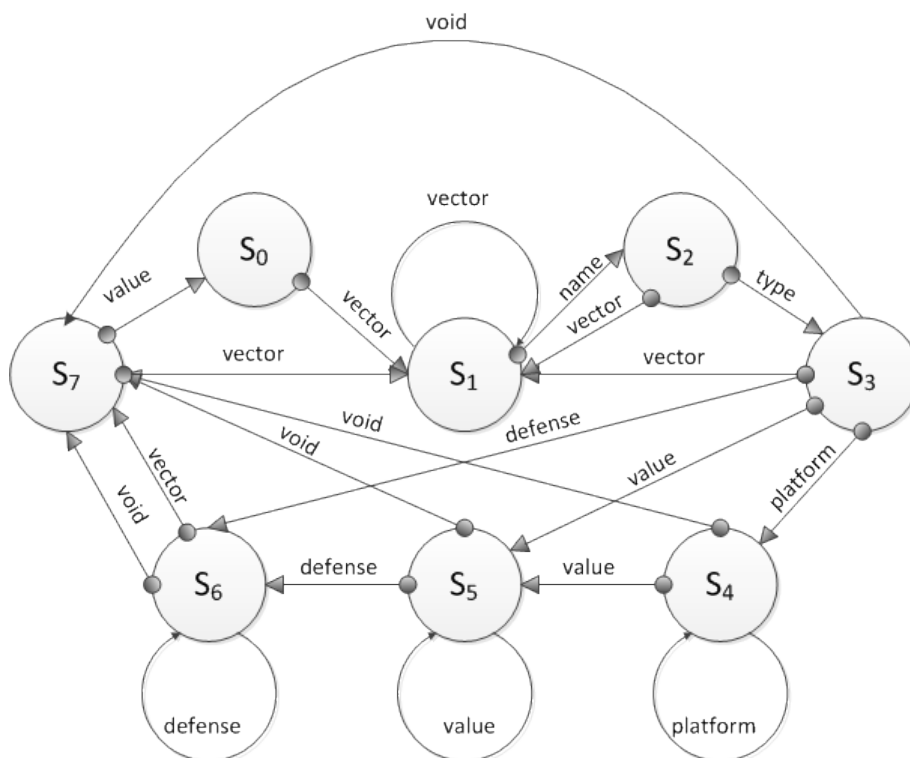 void
vector
S₀
S₂
name
type
value
vector
vector
S₇
vector
S₁
vector
S₃
void
defense
void
value
platform
vector
void
S₆
defense
S₅
value
S₄
defense
value
platform